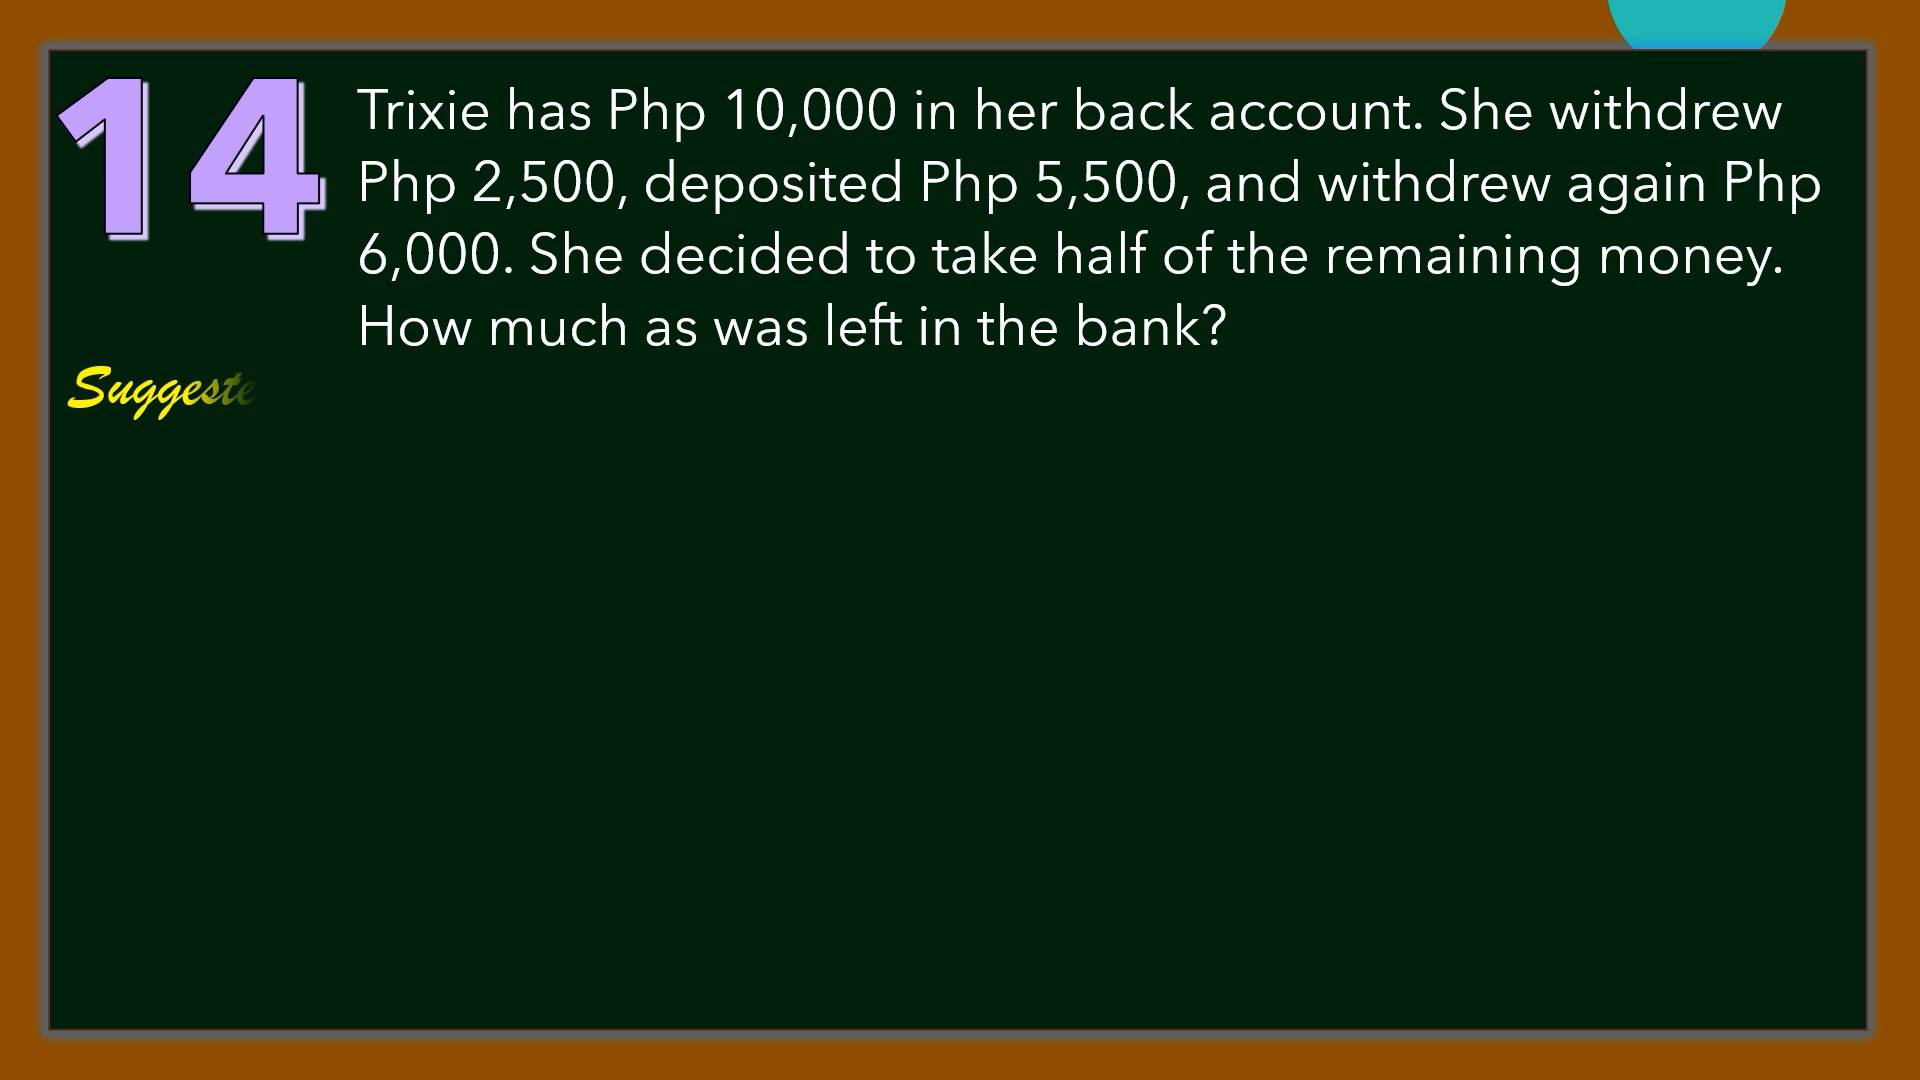 14
Trixie has Php 10,000 in her back account. She withdrew
Php 2,500, deposited Php 5,500, and withdrew again Php
6,000. She decided to take half of the remaining money.
How much as was left in the bank?
Suggeste